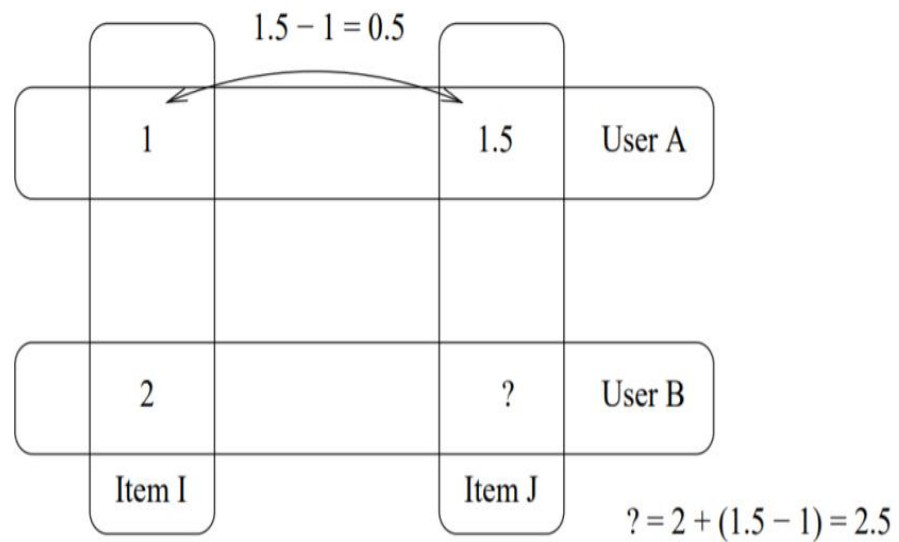 1.5 − 1 = 0.5
1 1.5 User A
2 ? User B
Item I Item J
? = 2 + (1.5 − 1) = 2.5